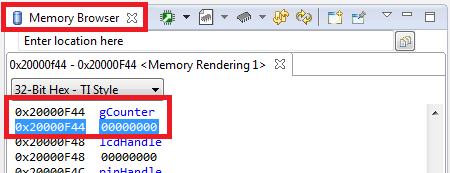 Memory Browser
Enter location here
0x20000f44 - 0x20000F44 <Memory Rendering 1>
32-Bit Hex - TI Style
0x20000F44 gCounter
0x20000F44 00000000
0x20000F48 lcdHandle
0x20000F48 00000000
0x20000F4C pinHandle